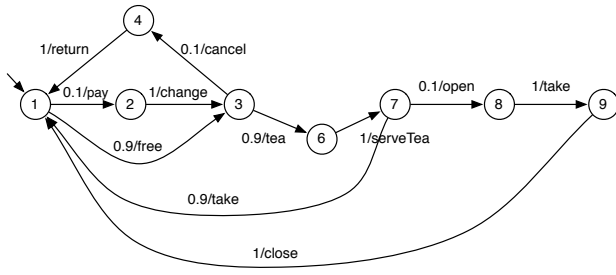 4
1/return
0.1/cancel
1
0.1/pay
2
1/change
3
7
0.1/open
8
1/take
9
0.9/free
0.9/tea
6
1/serveTea
0.9/take
1/close